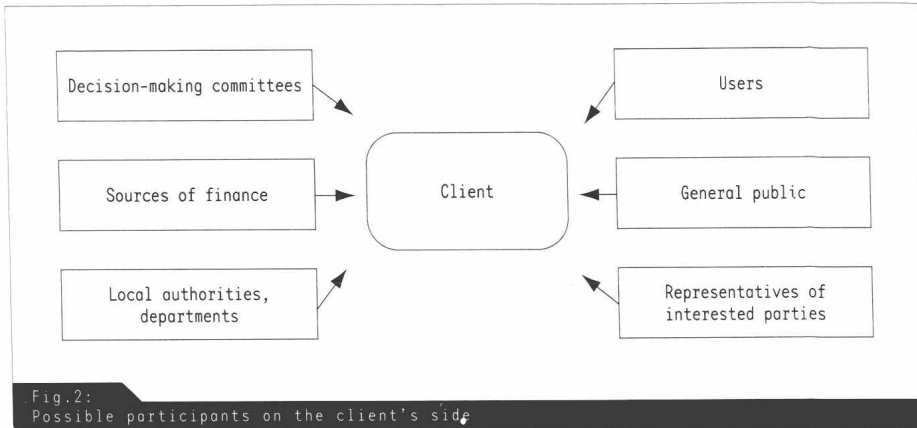 Decision-making committees
Users
Sources of finance
Client
General public
Local authorities,
departments
Representatives of
interested parties
Fig.2:
Possible participants on the client's side